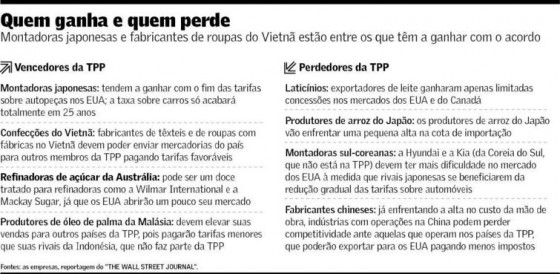 Quem ganha e quem perde
Montadoras japonesas e fabricantes de roupas do Vietnã estão entre os que têm a ganhar com o acordo
Vencedores da TPP
Montadoras japonesas: tendem a ganhar com o fim das tarifas
sobre autopeças nos EUA; a taxa sobre carros só acabará
totalmente em 25 anos
Confecções do Vietnã: fabricantes de têxteis e de roupas com
fábricas no Vietnã devem poder enviar mercadorias do país
para outros membros da TPP pagando tarifas favoráveis
Refinadoras de açúcar da Austrália: pode ser um doce
tratado para refinadoras como a Wilmar International e a
Mackay Sugar, já que os EUA abrirão um pouco seu mercado
Produtores de óleo de palma da Malásia: devem elevar suas
vendas para outros países da TPP, pois pagarão tarifas menores
que suas rivais da Indonésia, que não faz parte da TPP
Perdedores da TPP
Laticínios: exportadores de leite ganharam apenas limitadas
concessões nos mercados dos EUA e do Canadá
Produtores de arroz do Japão: os produtores de arroz do Japão
vão enfrentar uma pequena alta na cota de importação
Montadoras sul-coreanas: a Hyundai e a Kia (da Coreia do Sul,
que não está na TPP) devem ter mais dificuldade no mercado
dos EUA à medida que rivais japonesas se beneficiarem da
redução gradual das tarifas sobre automóveis
Fabricantes chineses: já enfrentando a alto custo da mão de
obra, indústrias com operações na China podem perder
competitividade ante aquelas que operam nos países da TPP,
que poderão exportar para os EUA pagando menos impostos
Fontes: as empresas, reportagem do "THE WALL STREET JOURNAL".